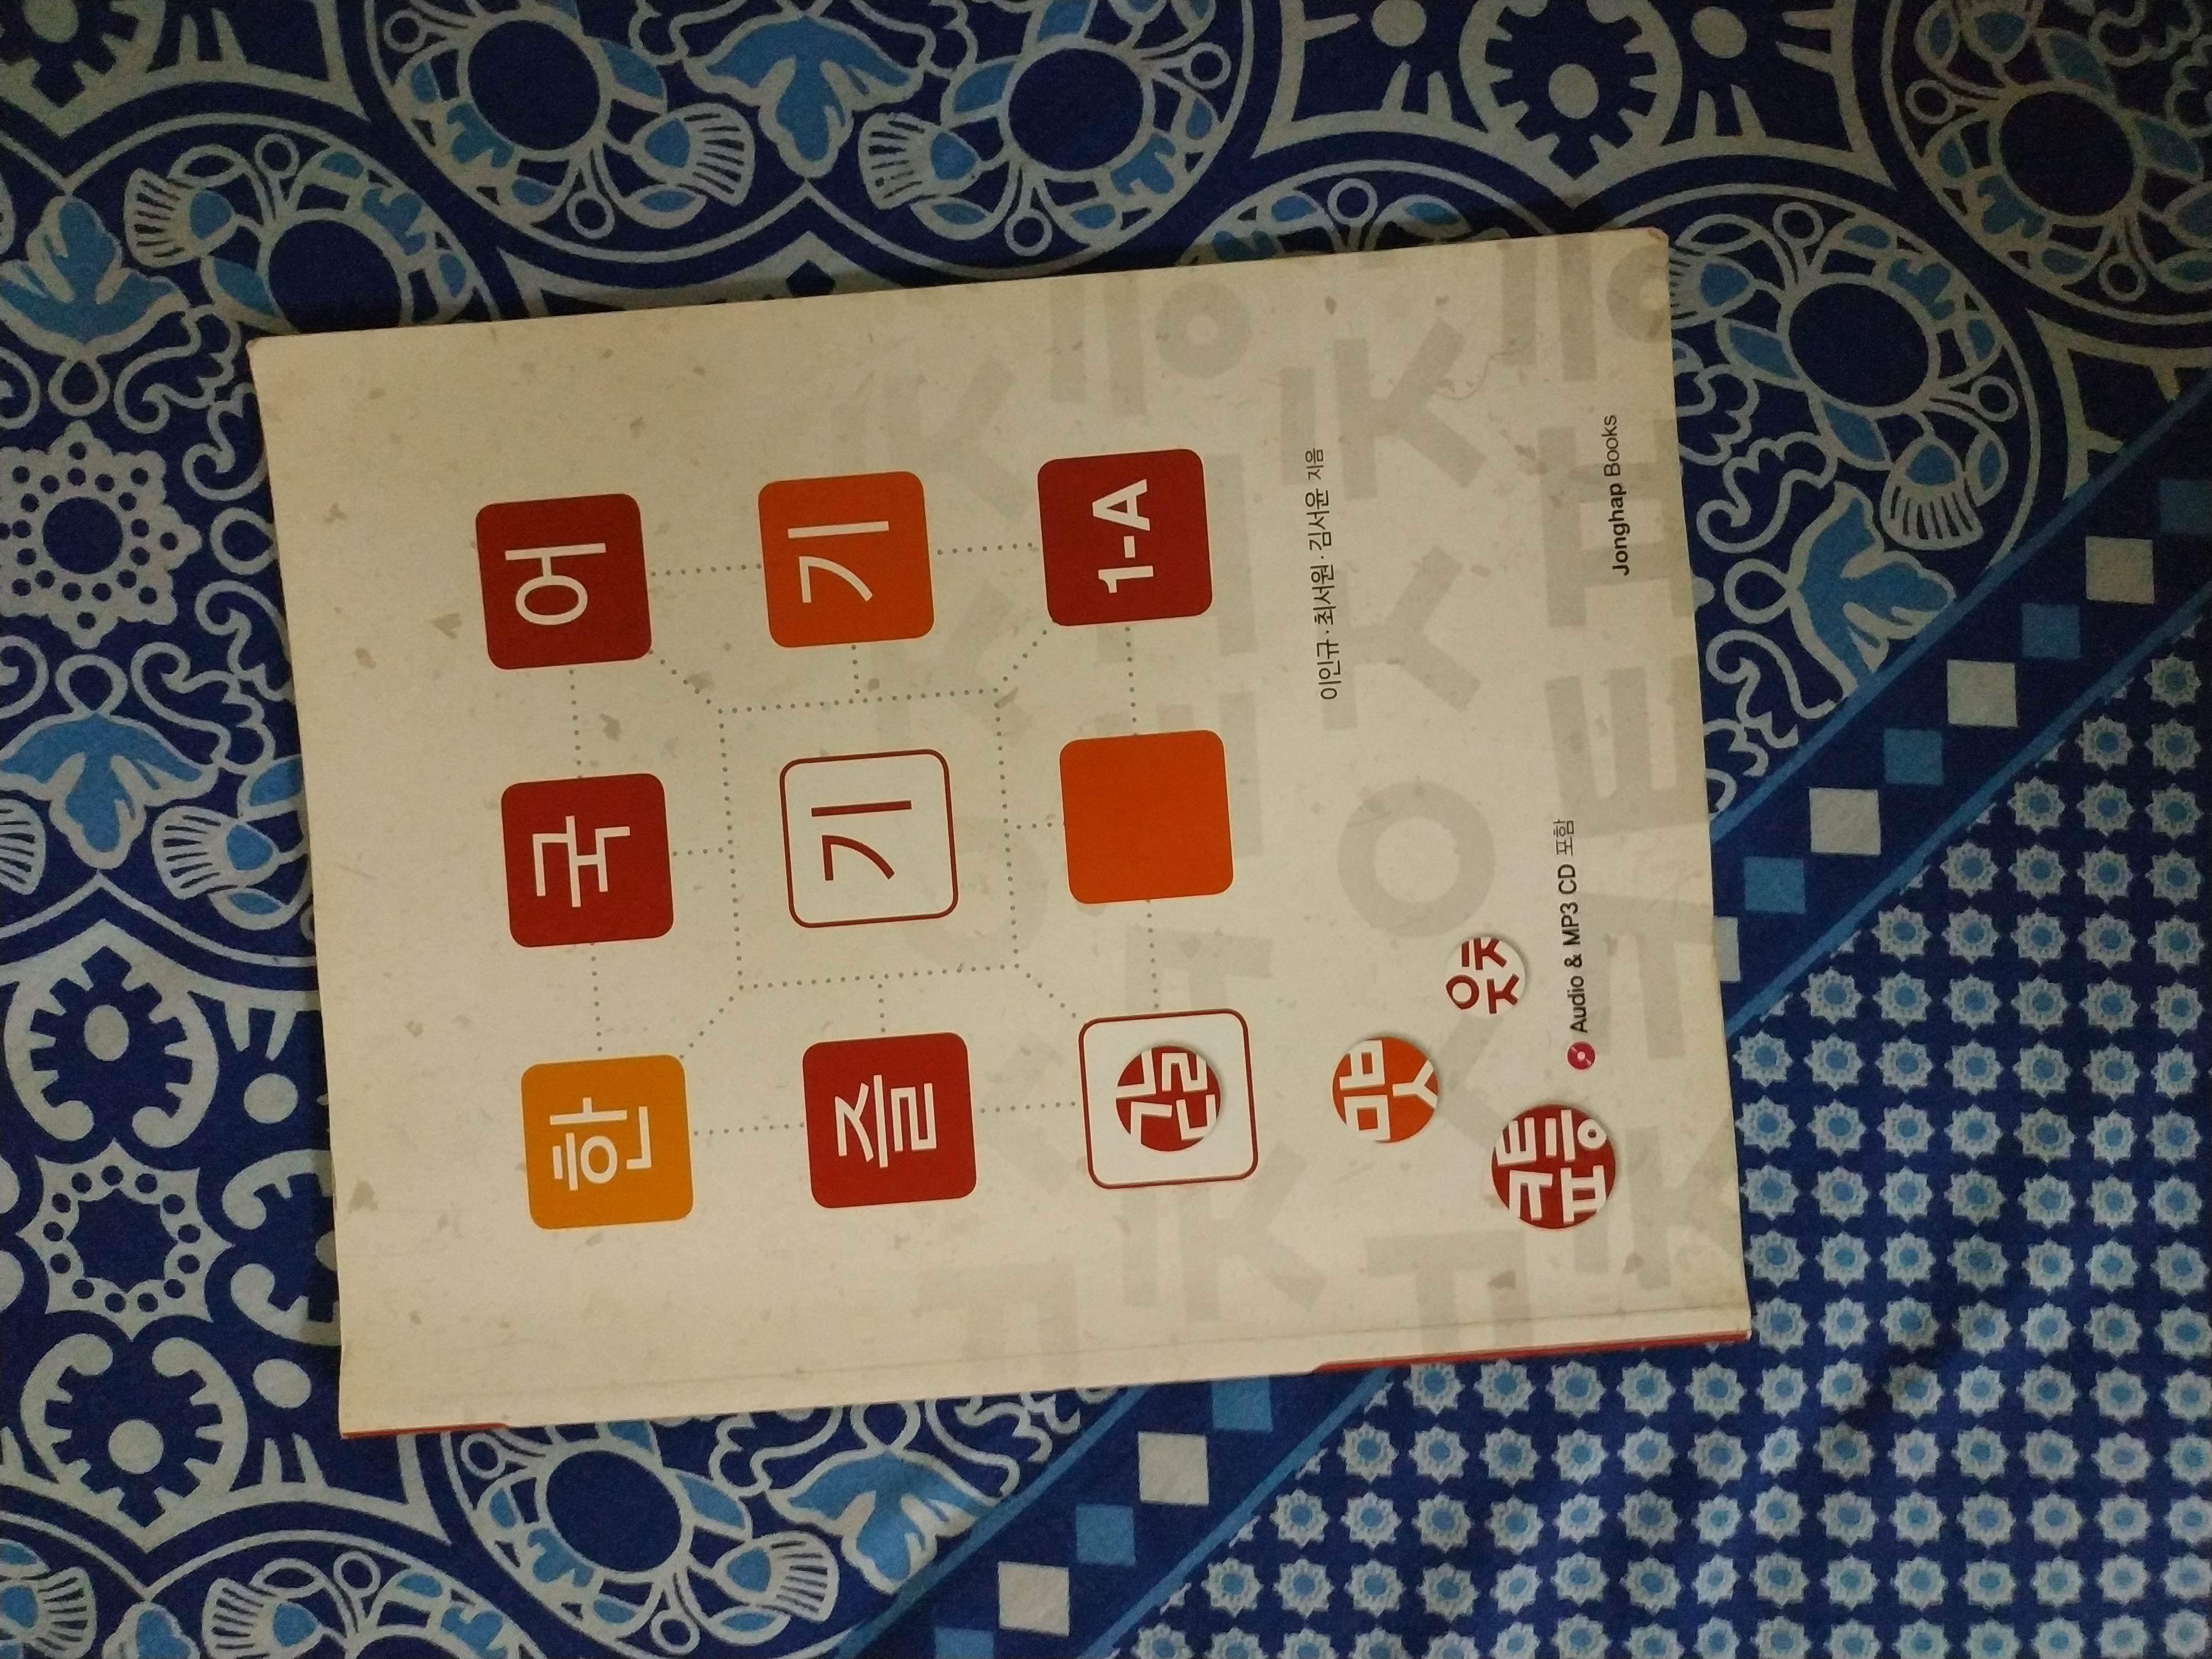 한 국 어
즐 기 기
1-A
이인규·최서원·김서윤 지음
Audio & MP3 CD 포함
Jonghap Books